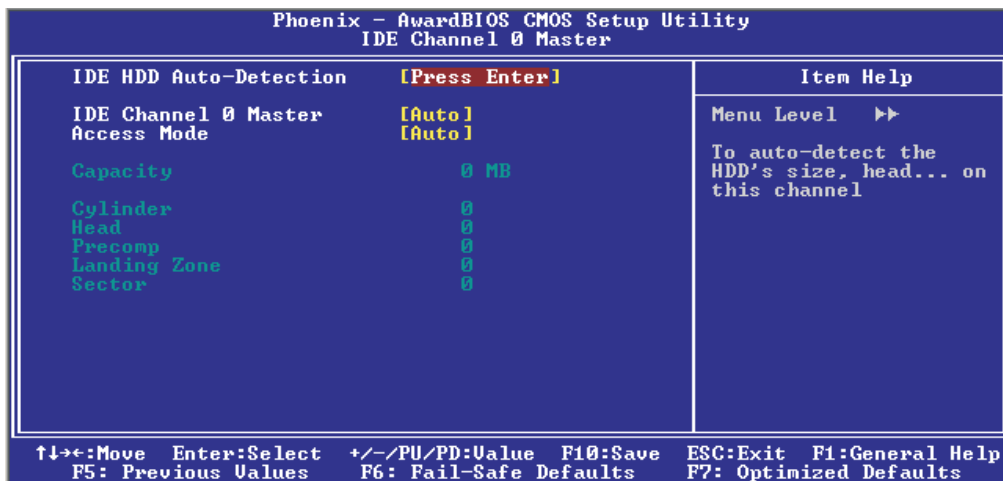 Phoenix - AwardBIOS CMOS Setup Utility
IDE Channel 0 Master
IDE HDD Auto-Detection [Press Enter]
IDE Channel 0 Master [Auto]
Access Mode [Auto]
Capacity 0 MB
Cylinder 0
Head 0
Precomp 0
Landing Zone 0
Sector 0
Item Help
Menu Level ▶▶
To auto-detect the
HDD's size, head... on
this channel
↑↓→←:Move Enter:Select +/-/PU/PD:Value F10:Save ESC:Exit F1:General Help
F5: Previous Values F6: Fail-Safe Defaults F7: Optimized Defaults